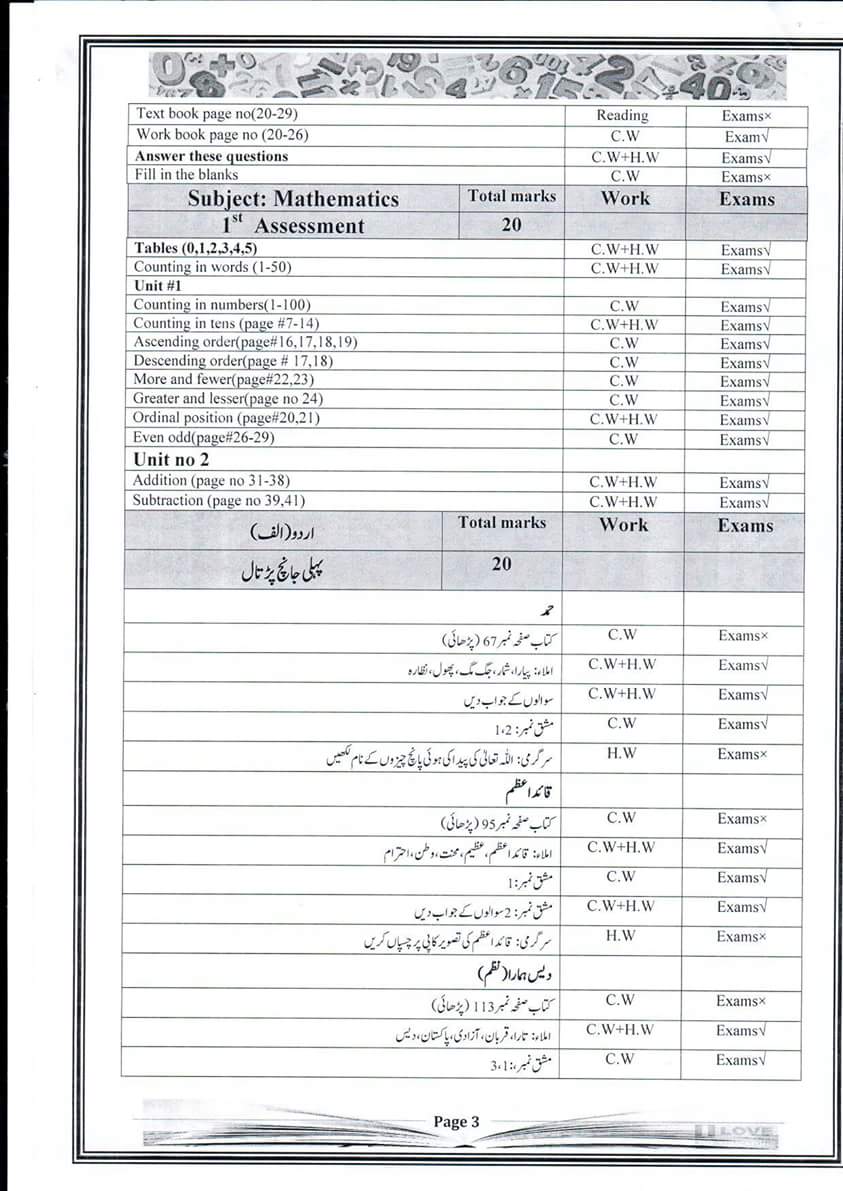 Text book page no(20-29) Reading Exams×
Work book page no (20-26) C.W Exam√
Answer these questions C.W+H.W Exams√
Fill in the blanks C.W Exams×
Subject: Mathematics Total marks Work Exams
1st Assessment 20
Tables (0,1,2,3,4,5) C.W+H.W Exams√
Counting in words (1-50) C.W+H.W Exams√
Unit #1
Counting in numbers(1-100) C.W Exams√
Counting in tens (page #7-14) C.W+H.W Exams√
Ascending order(page#16,17,18,19) C.W Exams√
Descending order(page # 17,18) C.W Exams√
More and fewer(page#22,23) C.W Exams√
Greater and lesser(page no 24) C.W Exams√
Ordinal position (page#20,21) C.W+H.W Exams√
Even odd(page#26-29) C.W Exams√
Unit no 2
Addition (page no 31-38) C.W+H.W Exams√
Subtraction (page no 39,41) C.W+H.W Exams√
اردو(الف) Total marks Work Exams
پہلی جانچ پڑتال 20
حمد
کتاب صفحہ نمبر 67 (پڑھائی) C.W Exams×
املاء: پیارا، شمار، جگ مگ، پھول، نظارہ C.W+H.W Exams√
سوالوں کے جواب دیں C.W+H.W Exams√
مشق نمبر: 1،2 C.W Exams√
سرگرمی: اللہ تعالیٰ کی پیدا کی ہوئی پانچ چیزوں کے نام لکھیں H.W Exams×
قائداعظم
کتاب صفحہ نمبر 95 (پڑھائی) C.W Exams×
املاء: قائداعظم، عظیم، محنت، وطن، احترام C.W+H.W Exams√
مشق نمبر: 1 C.W Exams√
مشق نمبر: 2 سوالوں کے جواب دیں C.W+H.W Exams√
سرگرمی: قائداعظم کی تصویر کاپی پر چسپاں کریں H.W Exams×
دیس ہمارا (نظم)
کتاب صفحہ نمبر 113 (پڑھائی) C.W Exams×
املاء: تارا، قربان، آزادی، پاکستان، دیس C.W+H.W Exams√
مشق نمبر،: 3،1 C.W Exams√
Page 3
I LOVE